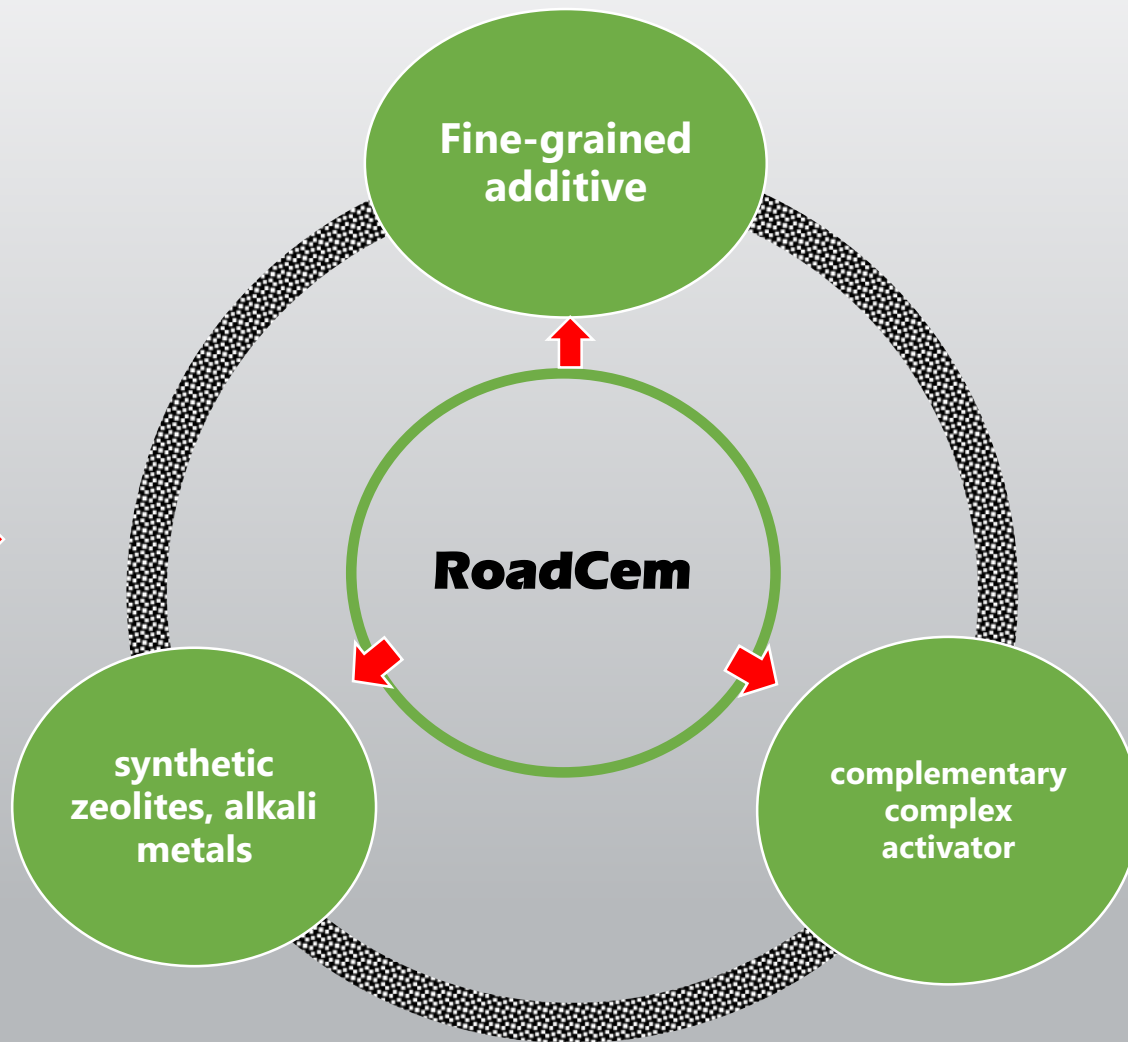 Fine-grained
additive
RoadCem
synthetic
zeolites, alkali
metals
complementary
complex
activator